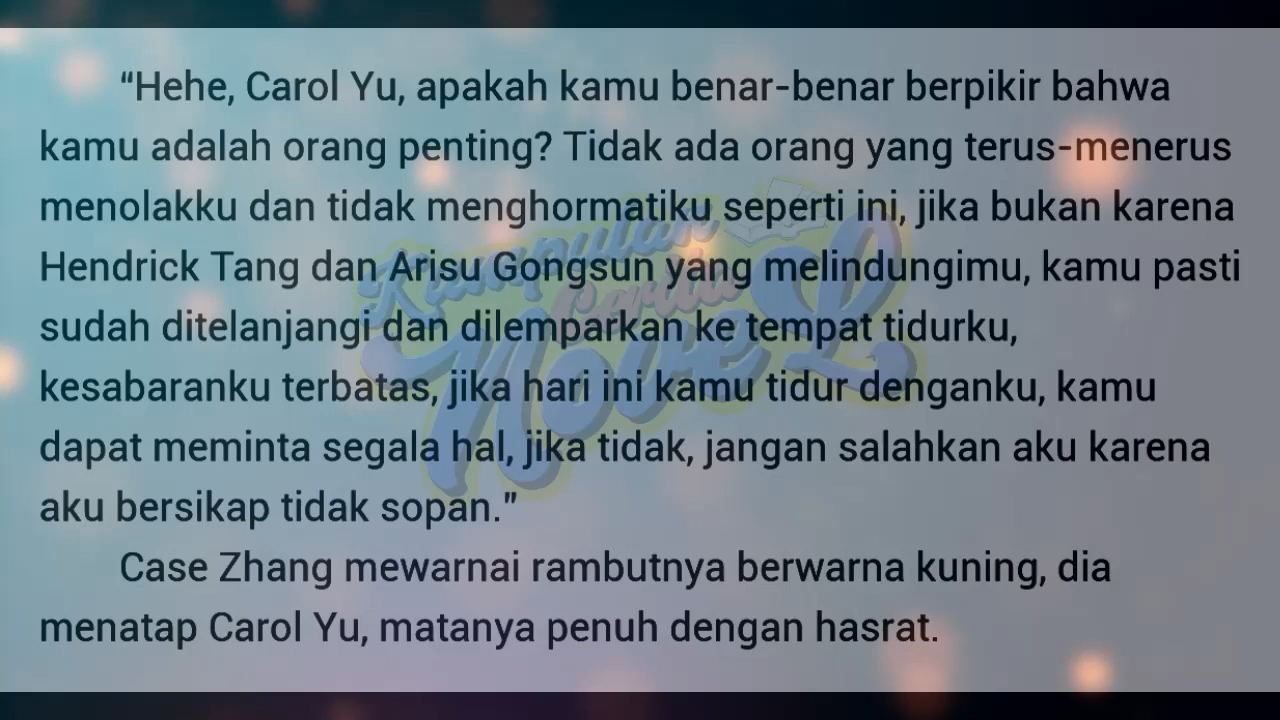 “Hehe, Carol Yu, apakah kamu benar-benar berpikir bahwa
kamu adalah orang penting? Tidak ada orang yang terus-menerus
menolakku dan tidak menghormatiku seperti ini, jika bukan karena
Hendrick Tang dan Arisu Gongsun yang melindungimu, kamu pasti
sudah ditelanjangi dan dilemparkan ke tempat tidurku,
kesabaranku terbatas, jika hari ini kamu tidur denganku, kamu
dapat meminta segala hal, jika tidak, jangan salahkan aku karena
aku bersikap tidak sopan.”
Case Zhang mewarnai rambutnya berwarna kuning, dia
menatap Carol Yu, matanya penuh dengan hasrat.
Kumpulan
Cerita
NoveL